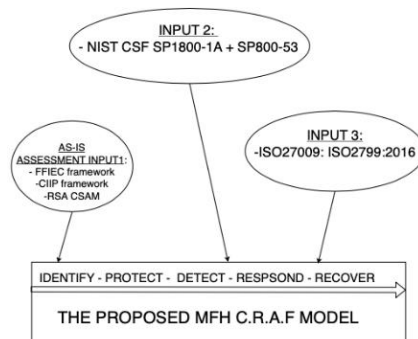 INPUT 2:
- NIST CSF SP1800-1A + SP800-53
AS-IS
ASSESSMENT INPUT1:
- FFIEC framework
-CIIP framework
-RSA CSAM
INPUT 3:
-ISO27009: ISO2799:2016
IDENTIFY - PROTECT - DETECT - RESPSOND - RECOVER
THE PROPOSED MFH C.R.A.F MODEL